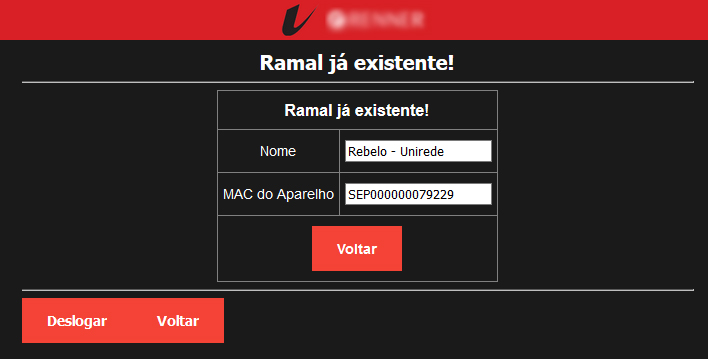 RENNER
Ramal já existente!
Ramal já existente!
Nome
Rebelo - Unirede
MAC do Aparelho
SEP000000079229
Voltar
Deslogar
Voltar